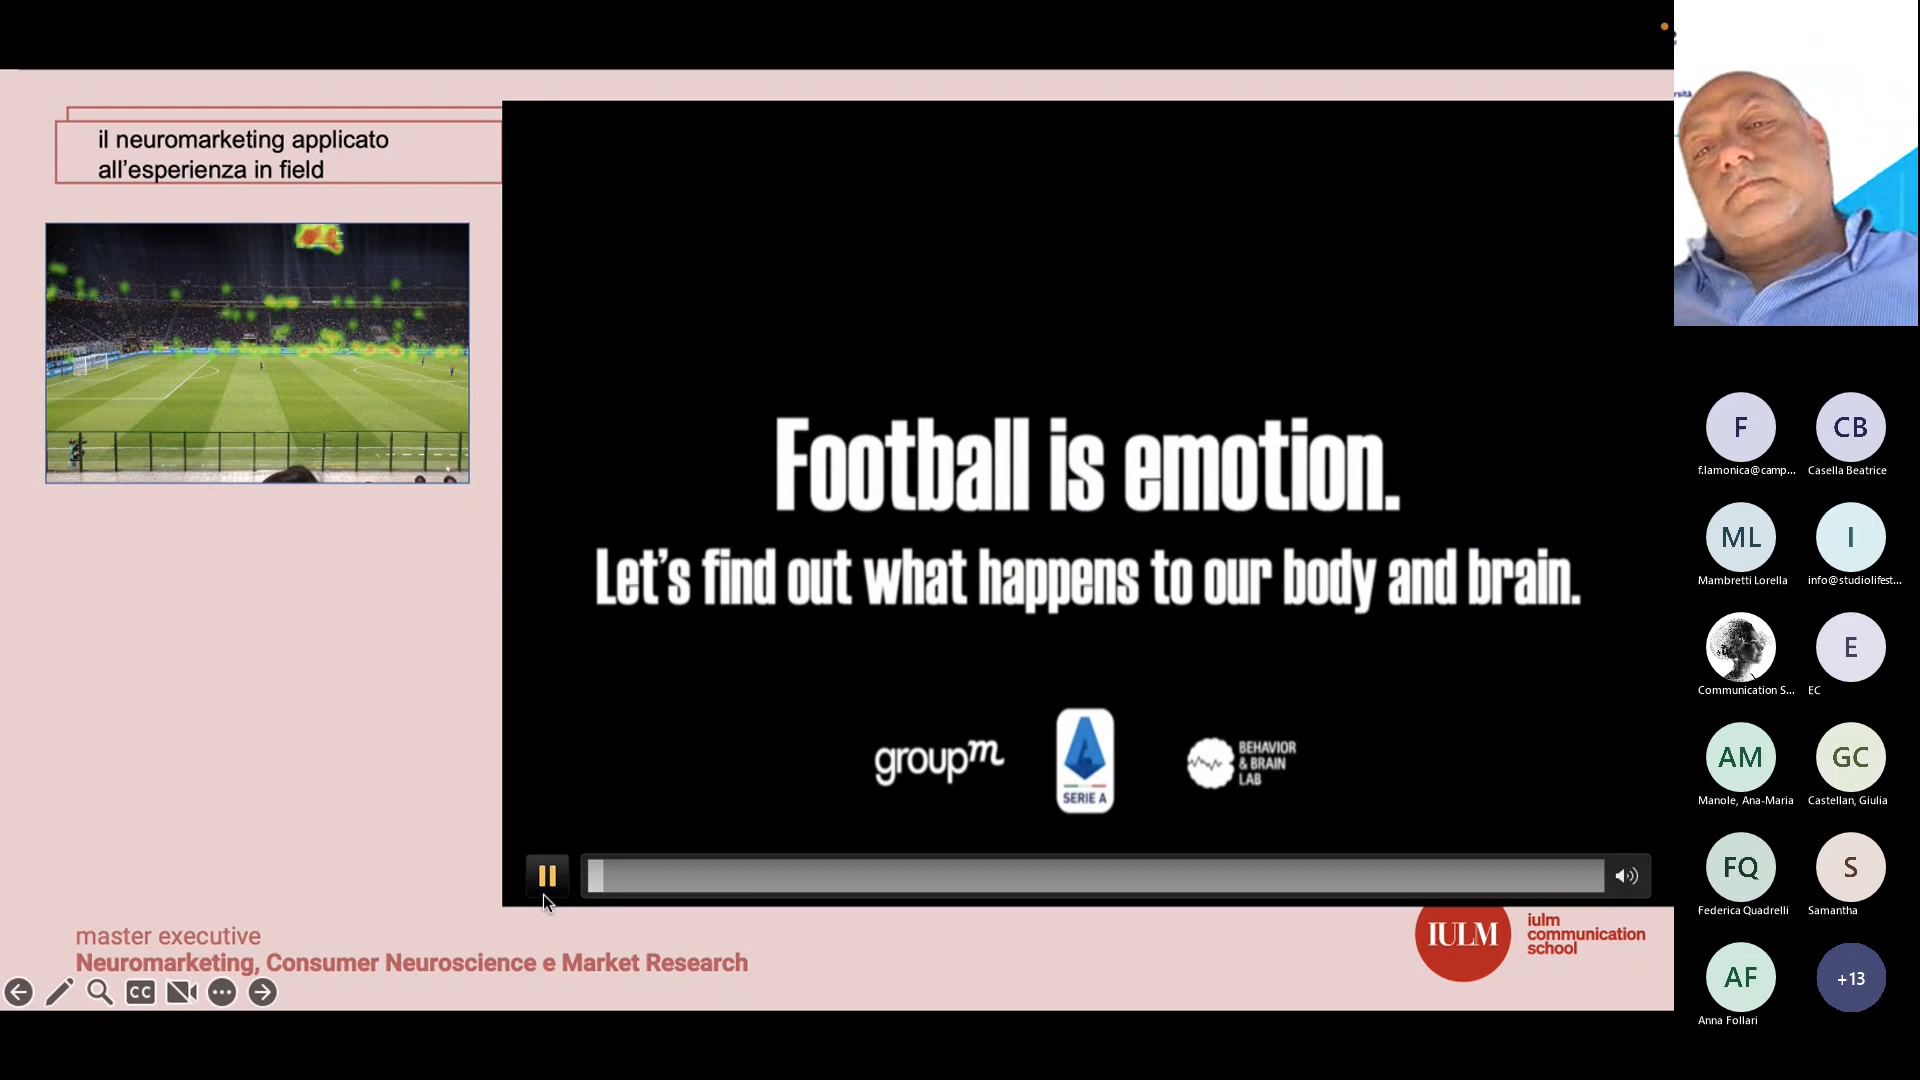 il neuromarketing applicato
all'esperienza in field
Football is emotion.
Let's find out what happens to our body and brain.
groupm
SERIE A
BEHAVIOR
& BRAIN
LAB
master executive
Neuromarketing, Consumer Neuroscience e Market Research
IULM
iulm
communication
school
CC
F
f.lamonica@camp...
CB
Casella Beatrice
ML
Mambretti Lorella
I
info@studiolifest...
Communication S...
E
EC
AM
Manole, Ana-Maria
GC
Castellan, Giulia
FQ
Federica Quadrelli
S
Samantha
AF
Anna Follari
+13